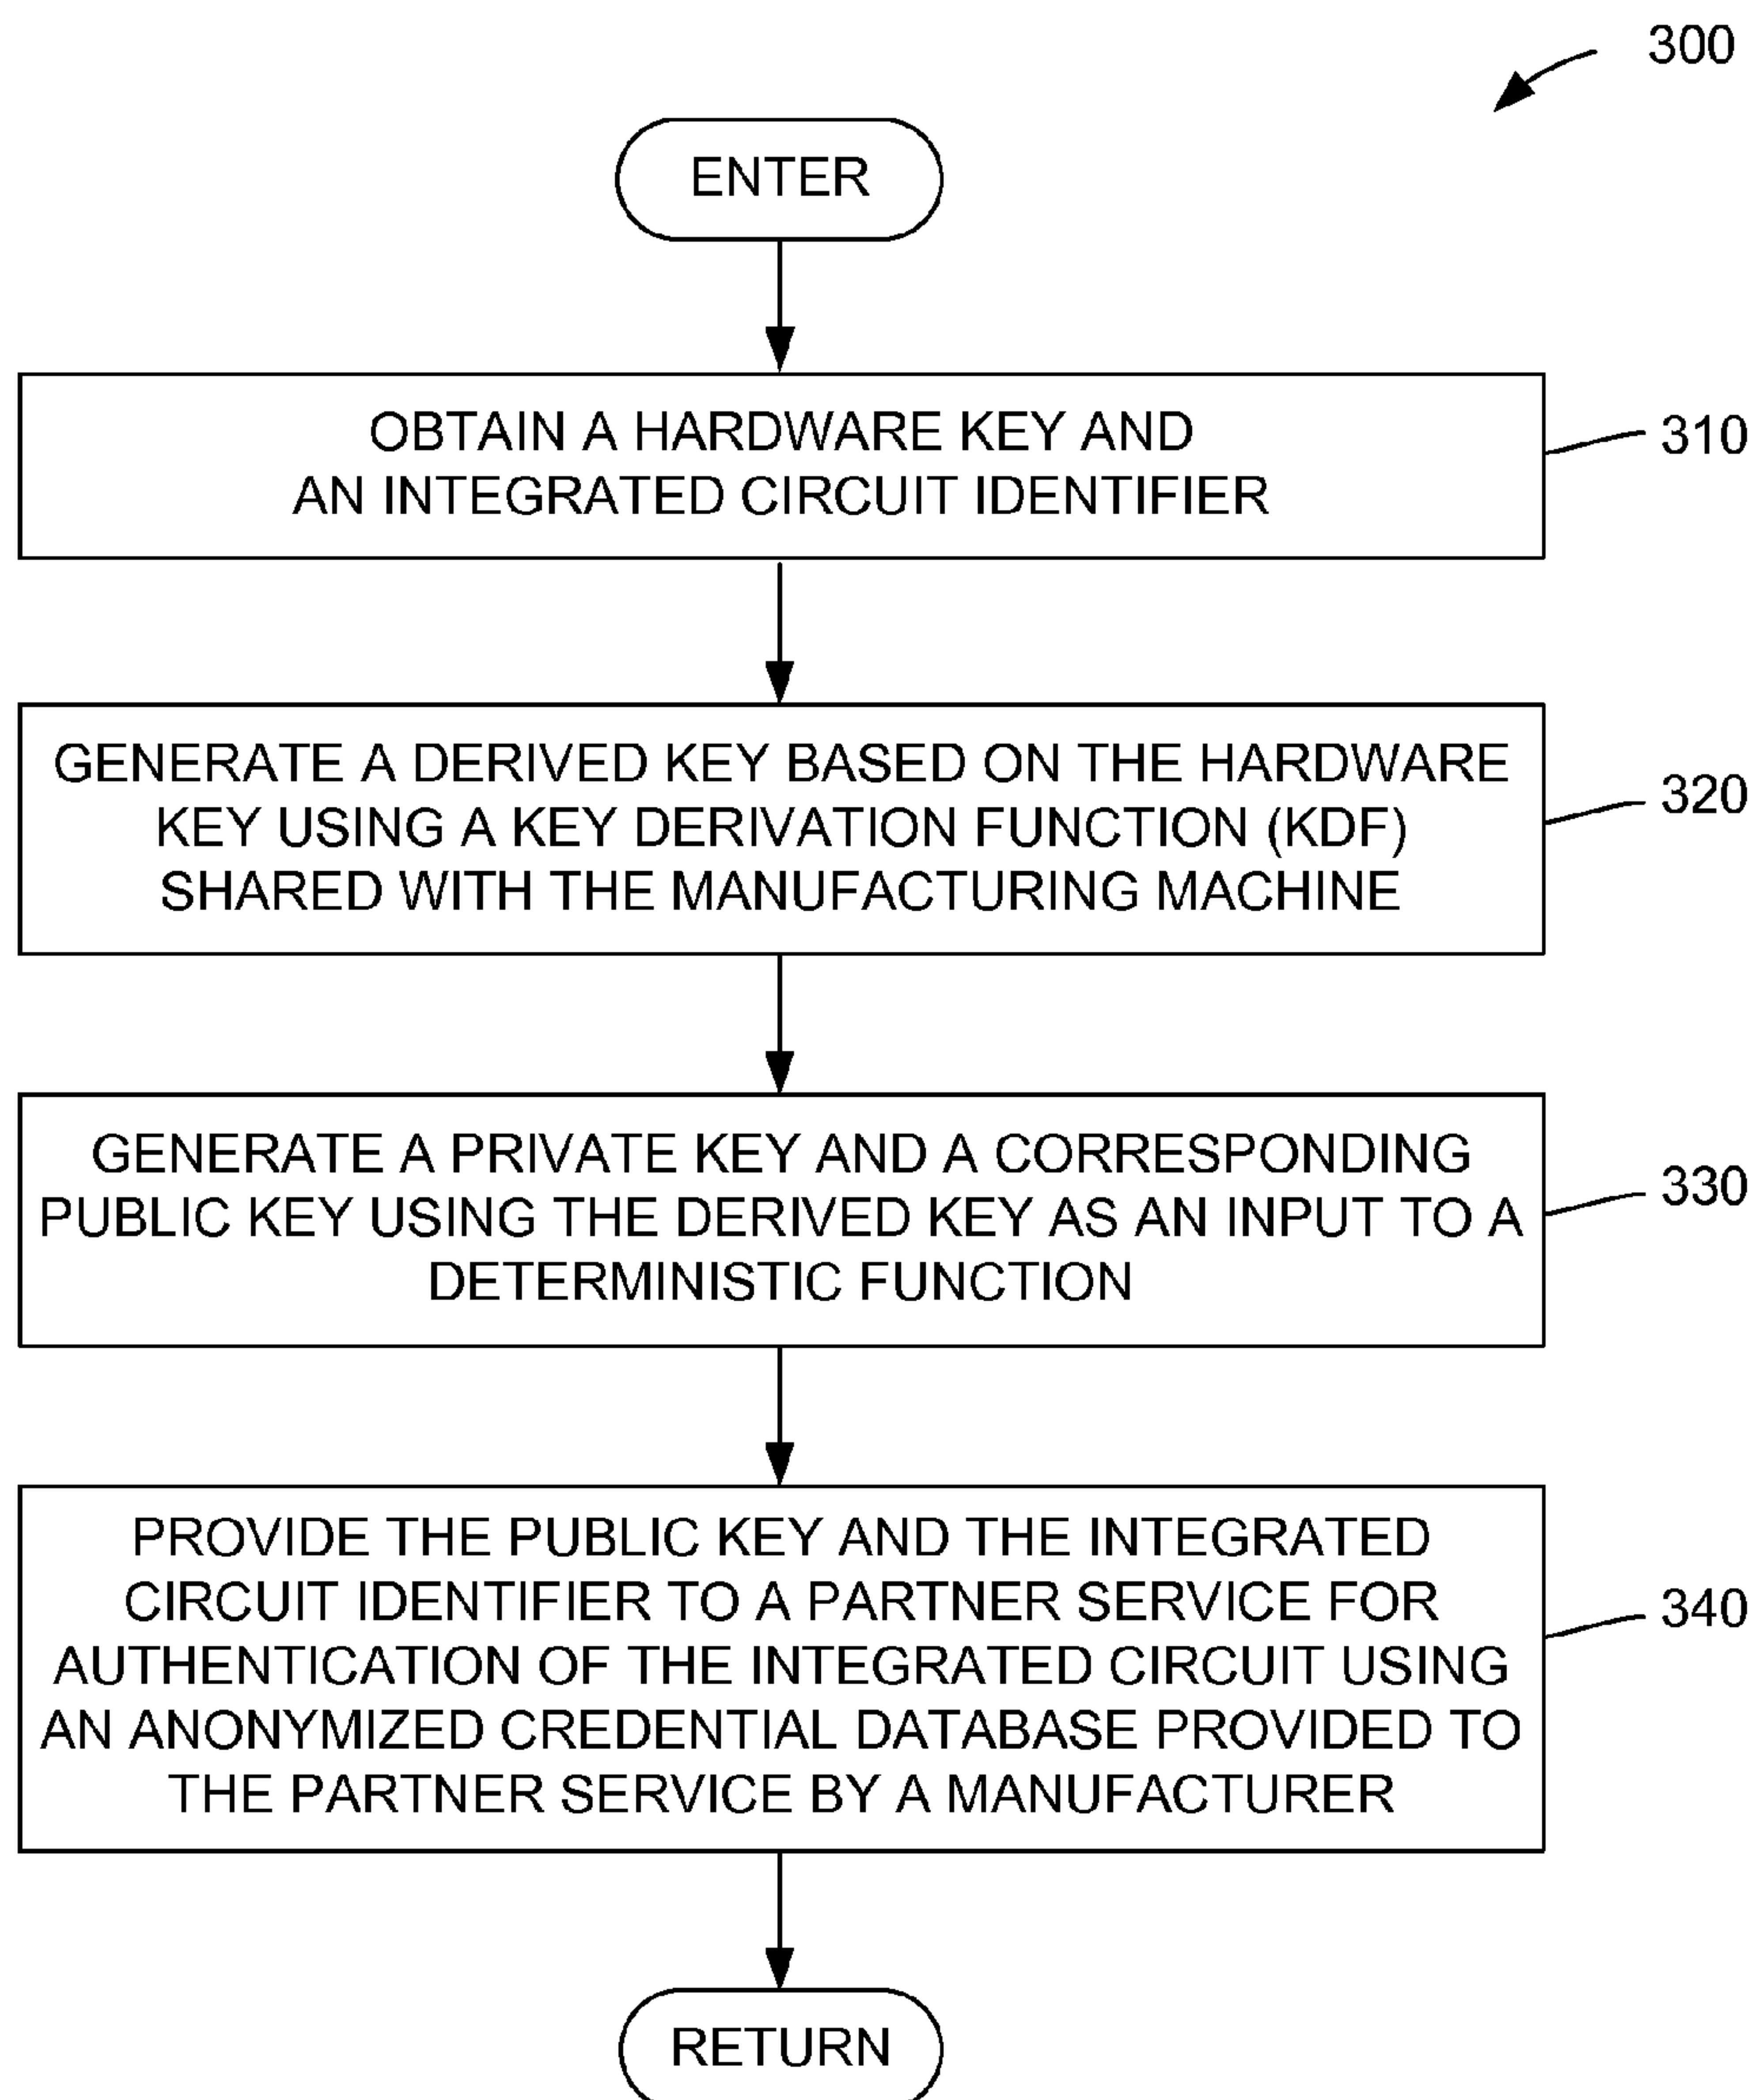 300
ENTER
OBTAIN A HARDWARE KEY AND
AN INTEGRATED CIRCUIT IDENTIFIER
310
GENERATE A DERIVED KEY BASED ON THE HARDWARE
KEY USING A KEY DERIVATION FUNCTION (KDF)
SHARED WITH THE MANUFACTURING MACHINE
320
GENERATE A PRIVATE KEY AND A CORRESPONDING
PUBLIC KEY USING THE DERIVED KEY AS AN INPUT TO A
DETERMINISTIC FUNCTION
330
PROVIDE THE PUBLIC KEY AND THE INTEGRATED
CIRCUIT IDENTIFIER TO A PARTNER SERVICE FOR
AUTHENTICATION OF THE INTEGRATED CIRCUIT USING
AN ANONYMIZED CREDENTIAL DATABASE PROVIDED TO
THE PARTNER SERVICE BY A MANUFACTURER
340
RETURN